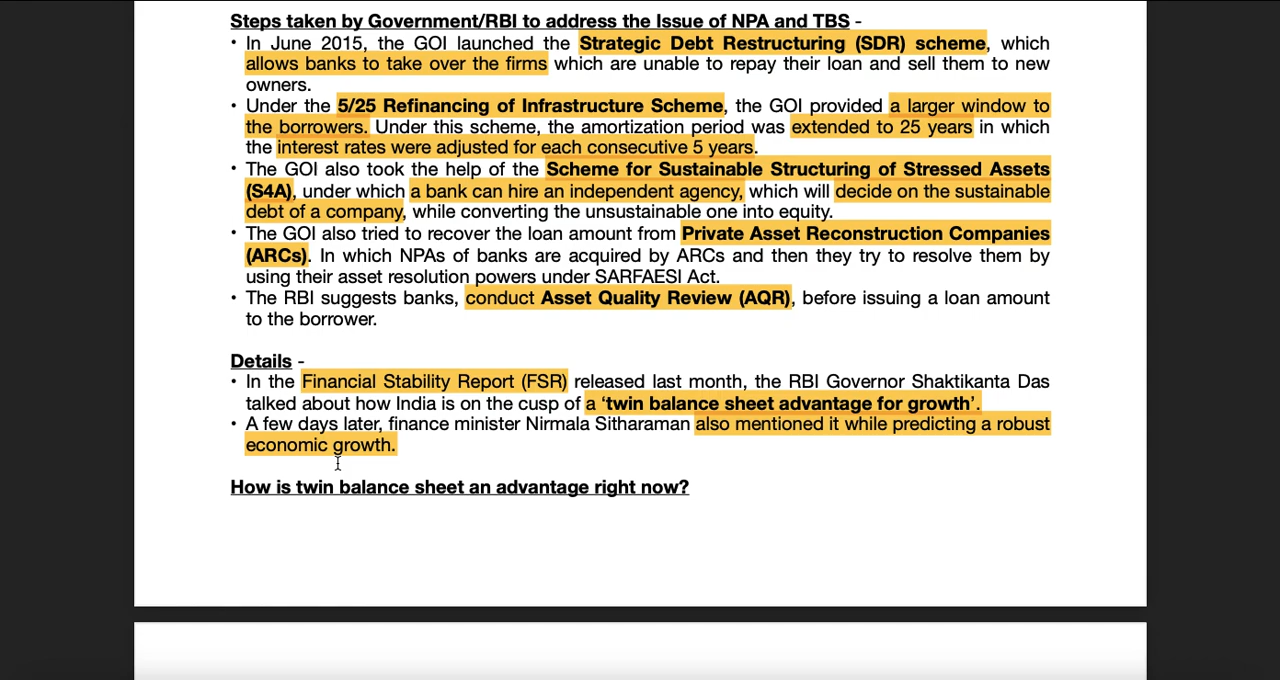 Steps taken by Government/RBI to address the Issue of NPA and TBS -
• In June 2015, the GOI launched the Strategic Debt Restructuring (SDR) scheme, which
allows banks to take over the firms which are unable to repay their loan and sell them to new
owners.
• Under the 5/25 Refinancing of Infrastructure Scheme, the GOI provided a larger window to
the borrowers. Under this scheme, the amortization period was extended to 25 years in which
the interest rates were adjusted for each consecutive 5 years.
• The GOI also took the help of the Scheme for Sustainable Structuring of Stressed Assets
(S4A), under which a bank can hire an independent agency, which will decide on the sustainable
debt of a company, while converting the unsustainable one into equity.
• The GOI also tried to recover the loan amount from Private Asset Reconstruction Companies
(ARCs). In which NPAs of banks are acquired by ARCs and then they try to resolve them by
using their asset resolution powers under SARFAESI Act.
• The RBI suggests banks, conduct Asset Quality Review (AQR), before issuing a loan amount
to the borrower.
Details -
• In the Financial Stability Report (FSR) released last month, the RBI Governor Shaktikanta Das
talked about how India is on the cusp of a ‘twin balance sheet advantage for growth’.
• A few days later, finance minister Nirmala Sitharaman also mentioned it while predicting a robust
economic growth.
How is twin balance sheet an advantage right now?